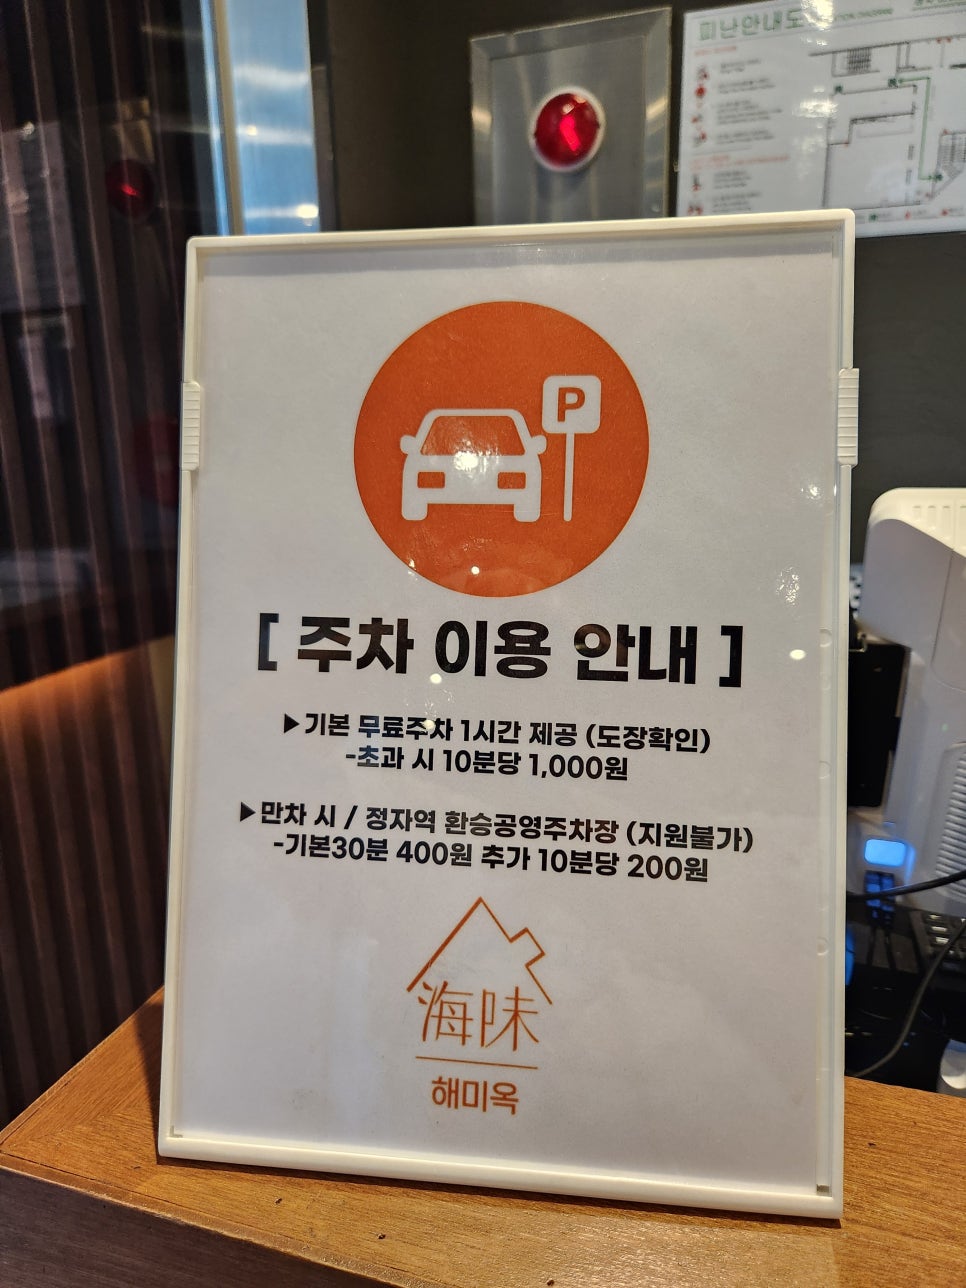 피난안내도
P
[ 주차 이용 안내 ]
▶기본 무료주차 1시간 제공 (도장확인)
-초과 시 10분당 1,000원
▶만차 시 / 정자역 환승공영주차장 (지원불가)
-기본30분 400원 추가 10분당 200원
海味
해미옥